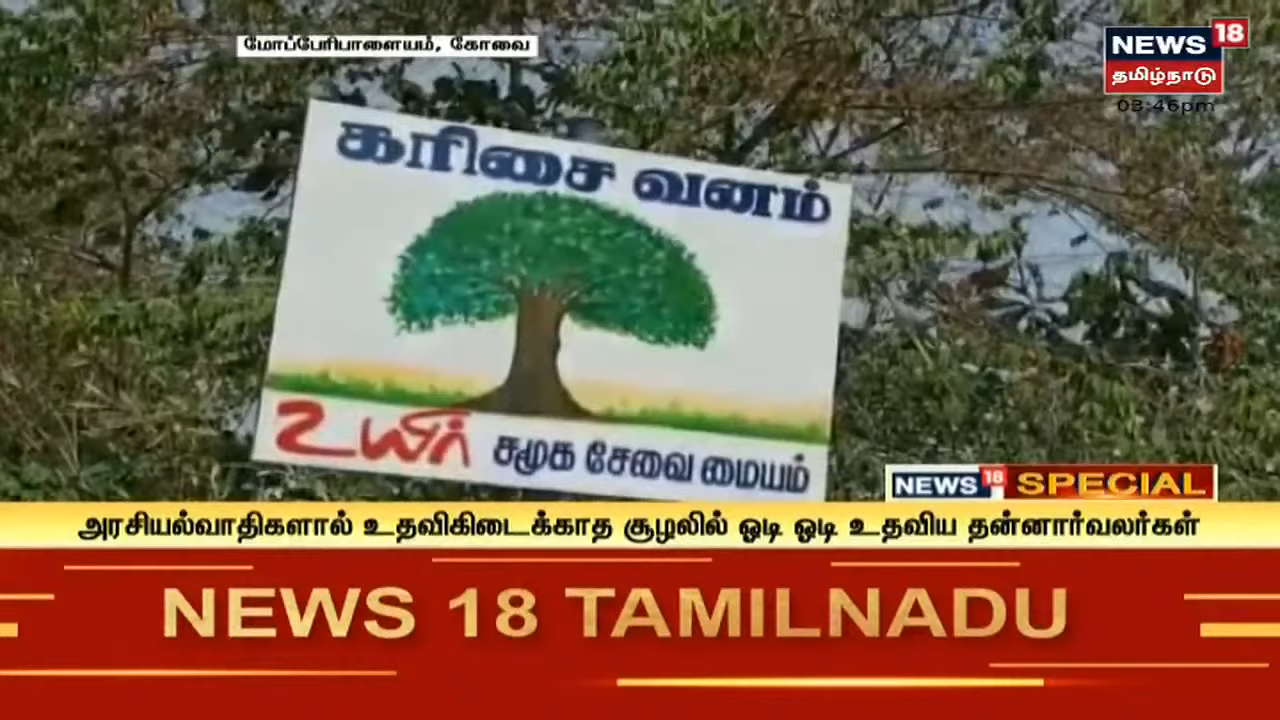 மோப்பேரிபாளையம், கோவை
NEWS 18
தமிழ்நாடு
03:46pm
கரிசை வனம்
உயிர் சமுக சேவை மையம்
NEWS 18 SPECIAL
அரசியல்வாதிகளால் உதவிகிடைக்காத சூழலில் ஓடி ஓடி உதவிய தன்னார்வலர்கள்
NEWS 18 TAMILNADU